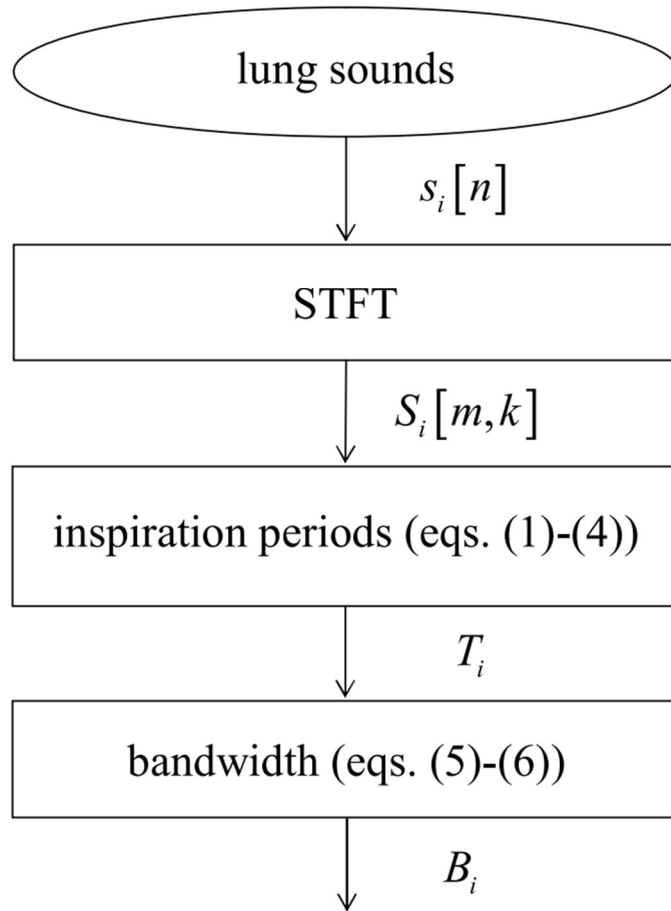 lung sounds
s_i[n]
STFT
S_i[m,k]
inspiration periods (eqs. (1)-(4))
T_i
bandwidth (eqs. (5)-(6))
B_i